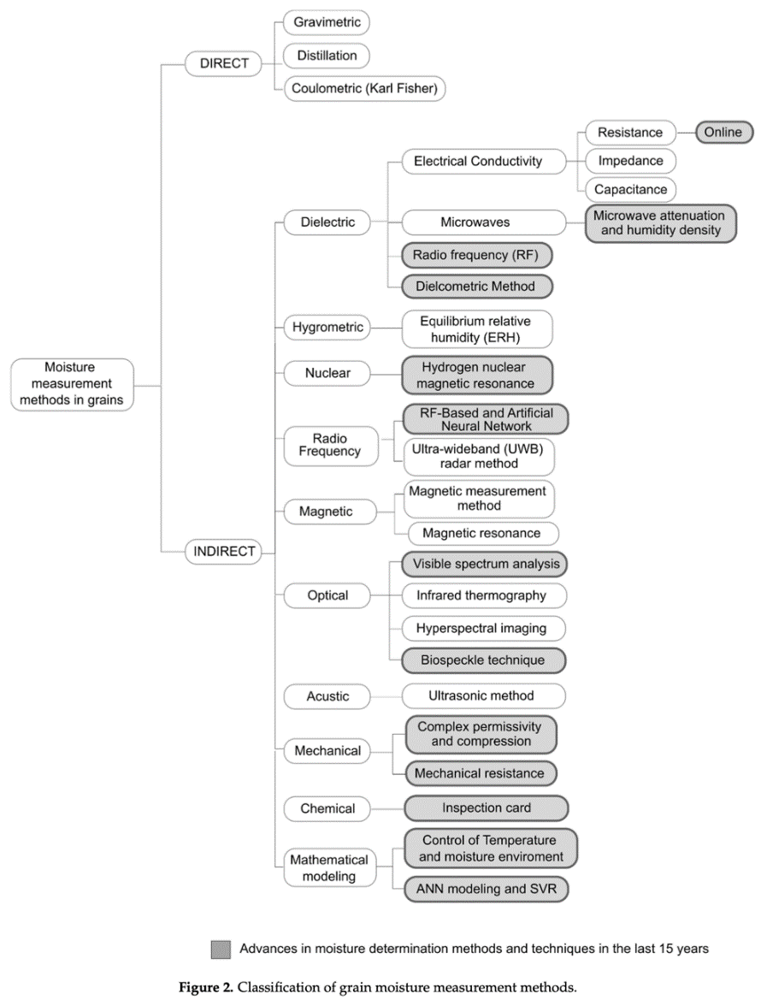 Gravimetric
DIRECT
Distillation
Coulometric (Karl Fisher)
Resistance
Online
Electrical Conductivity
Impedance
Capacitance
Dielectric
Microwaves
Microwave attenuation
and humidity density
Radio frequency (RF)
Dielcometric Method
Hygrometric
Equilibrium relative
humidity (ERH)
Moisture
measurement
methods in grains
Nuclear
Hydrogen nuclear
magnetic resonance
Radio
Frequency
RF-Based and Artificial
Neural Network
Ultra-wideband (UWB)
radar method
Magnetic
Magnetic measurement
method
Magnetic resonance
INDIRECT
Optical
Visible spectrum analysis
Infrared thermography
Hyperspectral imaging
Biospeckle technique
Acustic
Ultrasonic method
Mechanical
Complex permissivity
and compression
Mechanical resistance
Chemical
Inspection card
Mathematical
modeling
Control of Temperature
and moisture enviroment
ANN modeling and SVR
Advances in moisture determination methods and techniques in the last 15 years
Figure 2. Classification of grain moisture measurement methods.